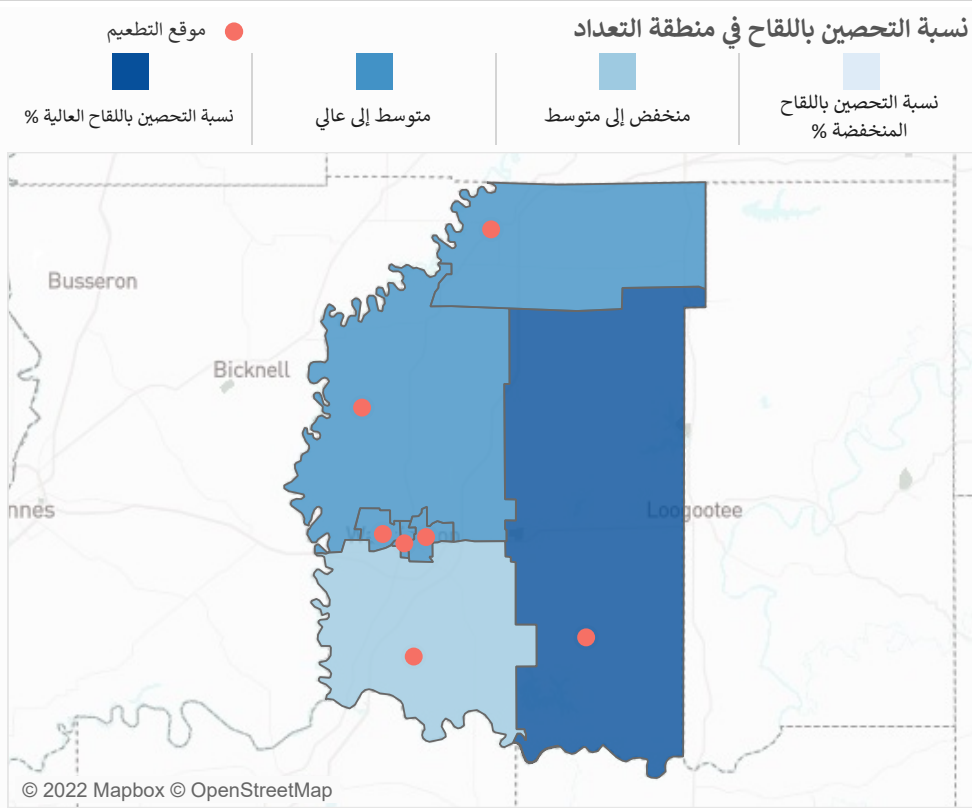 نسبة التحصين باللقاح في منطقة التعداد
موقع التطعيم
نسبة التحصين باللقاح
المنخفضة %
منخفض إلى متوسط
متوسط إلى عالي
نسبة التحصين باللقاح العالية %
Busseron
Bicknell
nnes
Loogootee
© 2022 Mapbox © OpenStreetMap